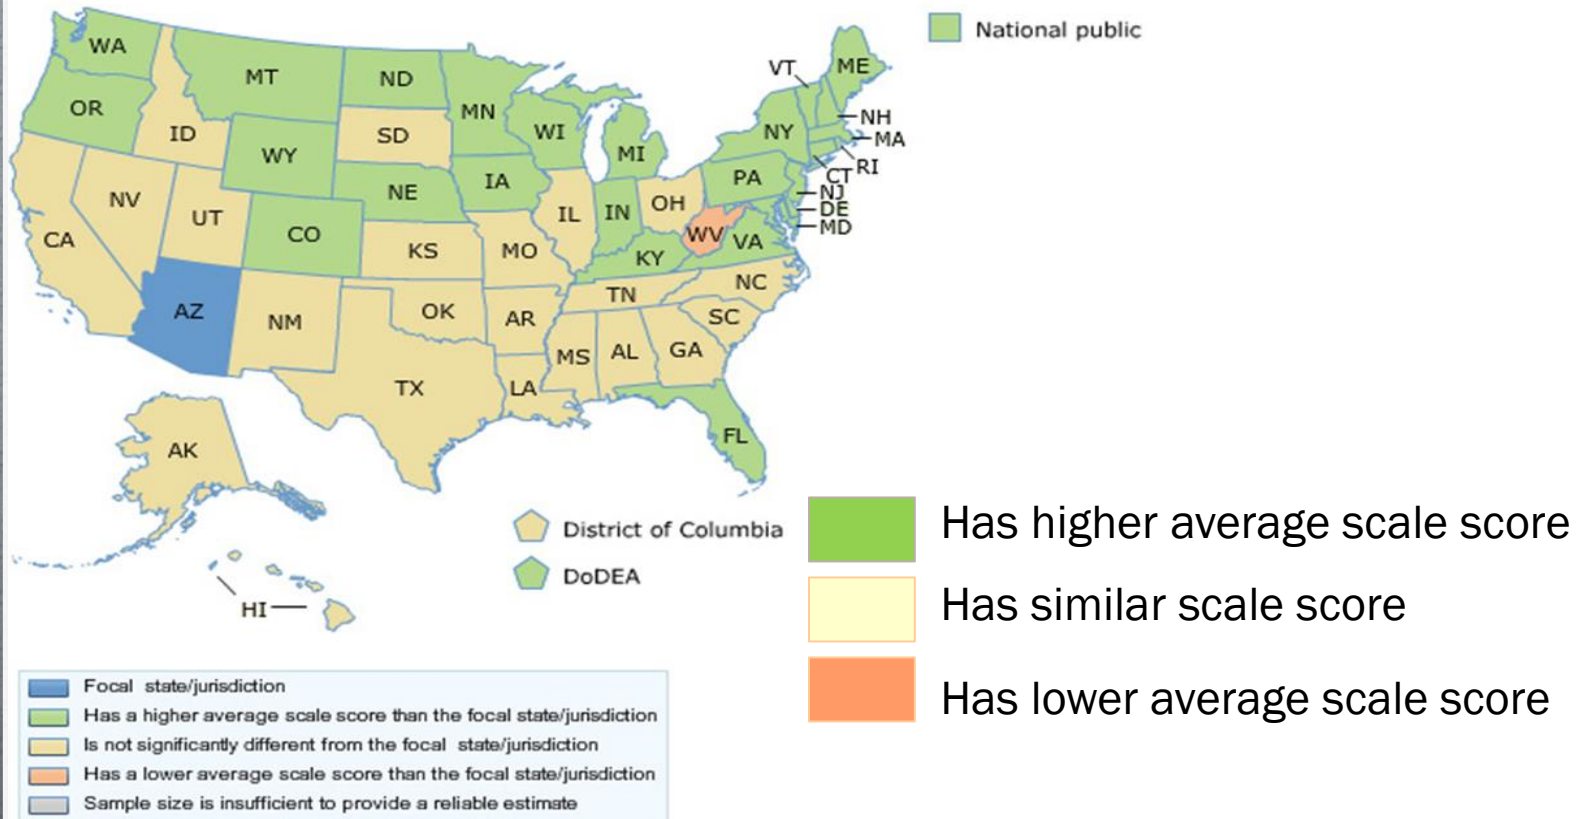 National public
WA
MT
ND
MN
OR
ID
SD
WI
WY
MI
NY
VT
ME
NH
MA
RI
CT
NJ
DE
MD
PA
IA
NE
NV
UT
CO
CA
IL
IN
OH
WV
VA
KS
MO
KY
AZ
NM
OK
AR
TN
NC
SC
MS
AL
GA
TX
LA
FL
AK
HI
District of Columbia
DoDEA
Has higher average scale score
Has similar scale score
Has lower average scale score
Focal state/jurisdiction
Has a higher average scale score than the focal state/jurisdiction
Is not significantly different from the focal state/jurisdiction
Has a lower average scale score than the focal state/jurisdiction
Sample size is insufficient to provide a reliable estimate